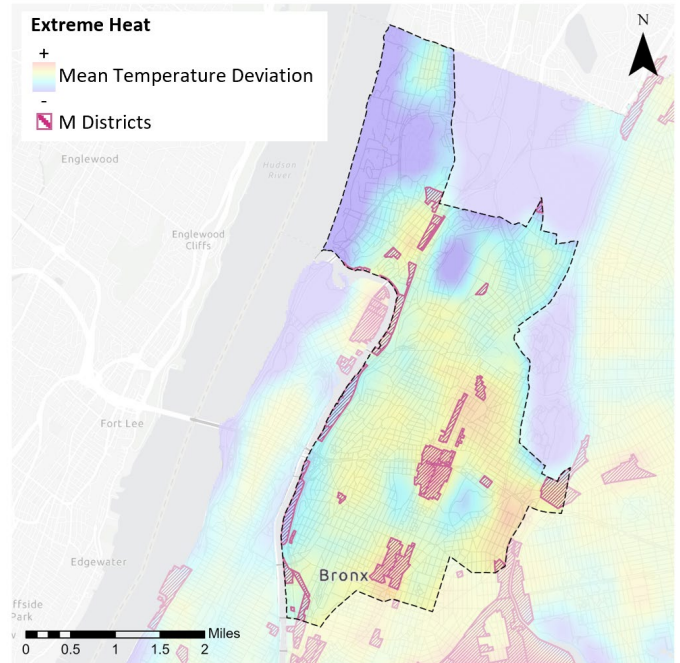 Extreme Heat
+
Mean Temperature Deviation
-
M Districts
N
Englewood
Hudson
River
Englewood
Cliffs
Fort Lee
Edgewater
Bronx
ffside
Park
Miles
0 0.5 1 1.5 2